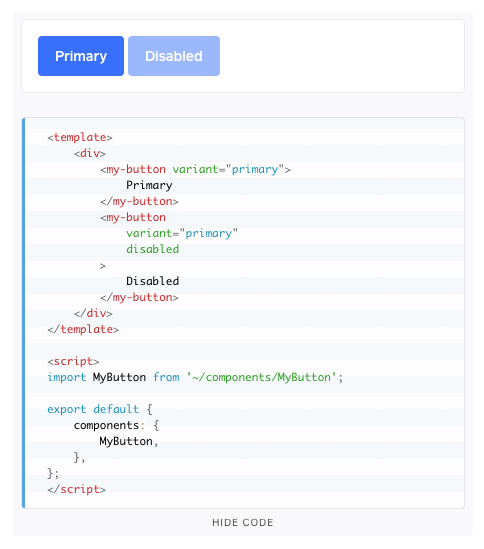 Primary Disabled
<template>
    <div>
        <my-button variant="primary">
            Primary
        </my-button>
        <my-button
            variant="primary"
            disabled
        >
            Disabled
        </my-button>
    </div>
</template>

<script>
import MyButton from '~/components/MyButton';

export default {
    components: {
        MyButton,
    },
};
</script>
HIDE CODE